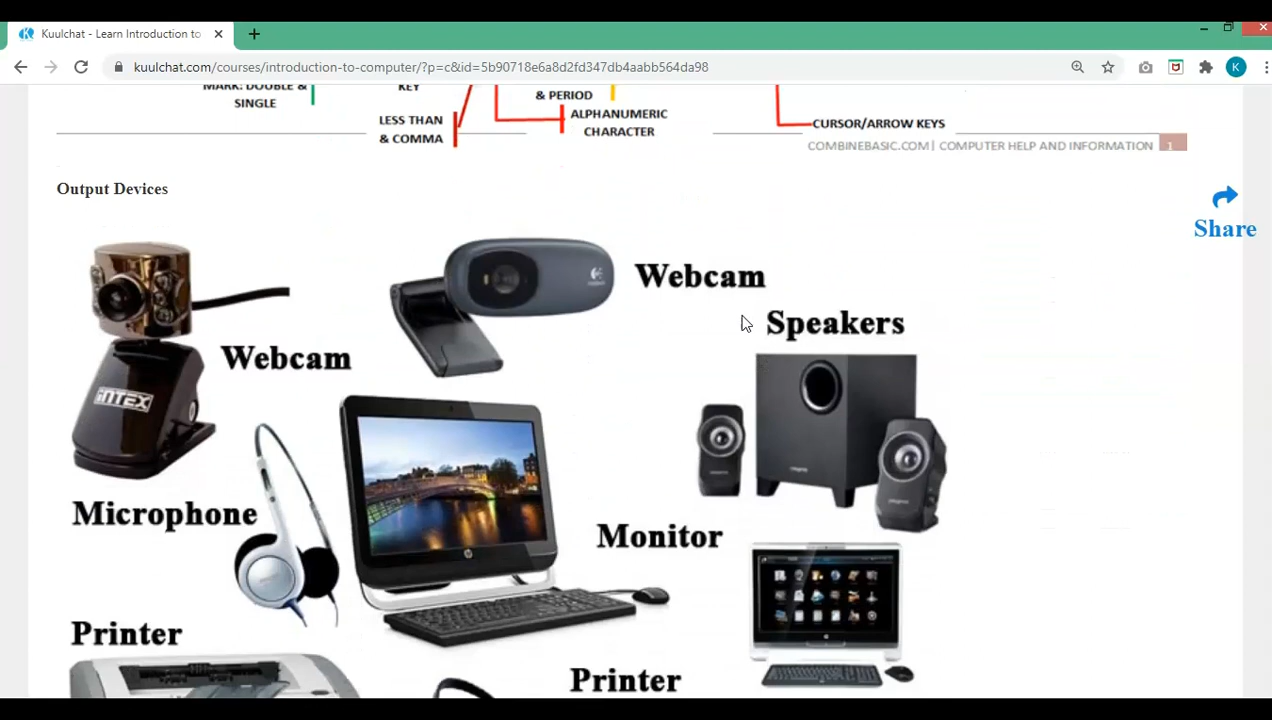 Kuulchat - Learn Introduction to
kuulchat.com/courses/introduction-to-computer/?p=c&id=5b90718e6a8d2fd347db4aabb564da98
K
MARK: DOUBLE &
SINGLE
KEY
LESS THAN
& COMMA
& PERIOD
ALPHANUMERIC
CHARACTER
CURSOR/ARROW KEYS
COMBINEBASIC.COM | COMPUTER HELP AND INFORMATION 1
Output Devices
Share
Webcam
Speakers
Webcam
INTEX
Microphone
Monitor
Printer
Printer